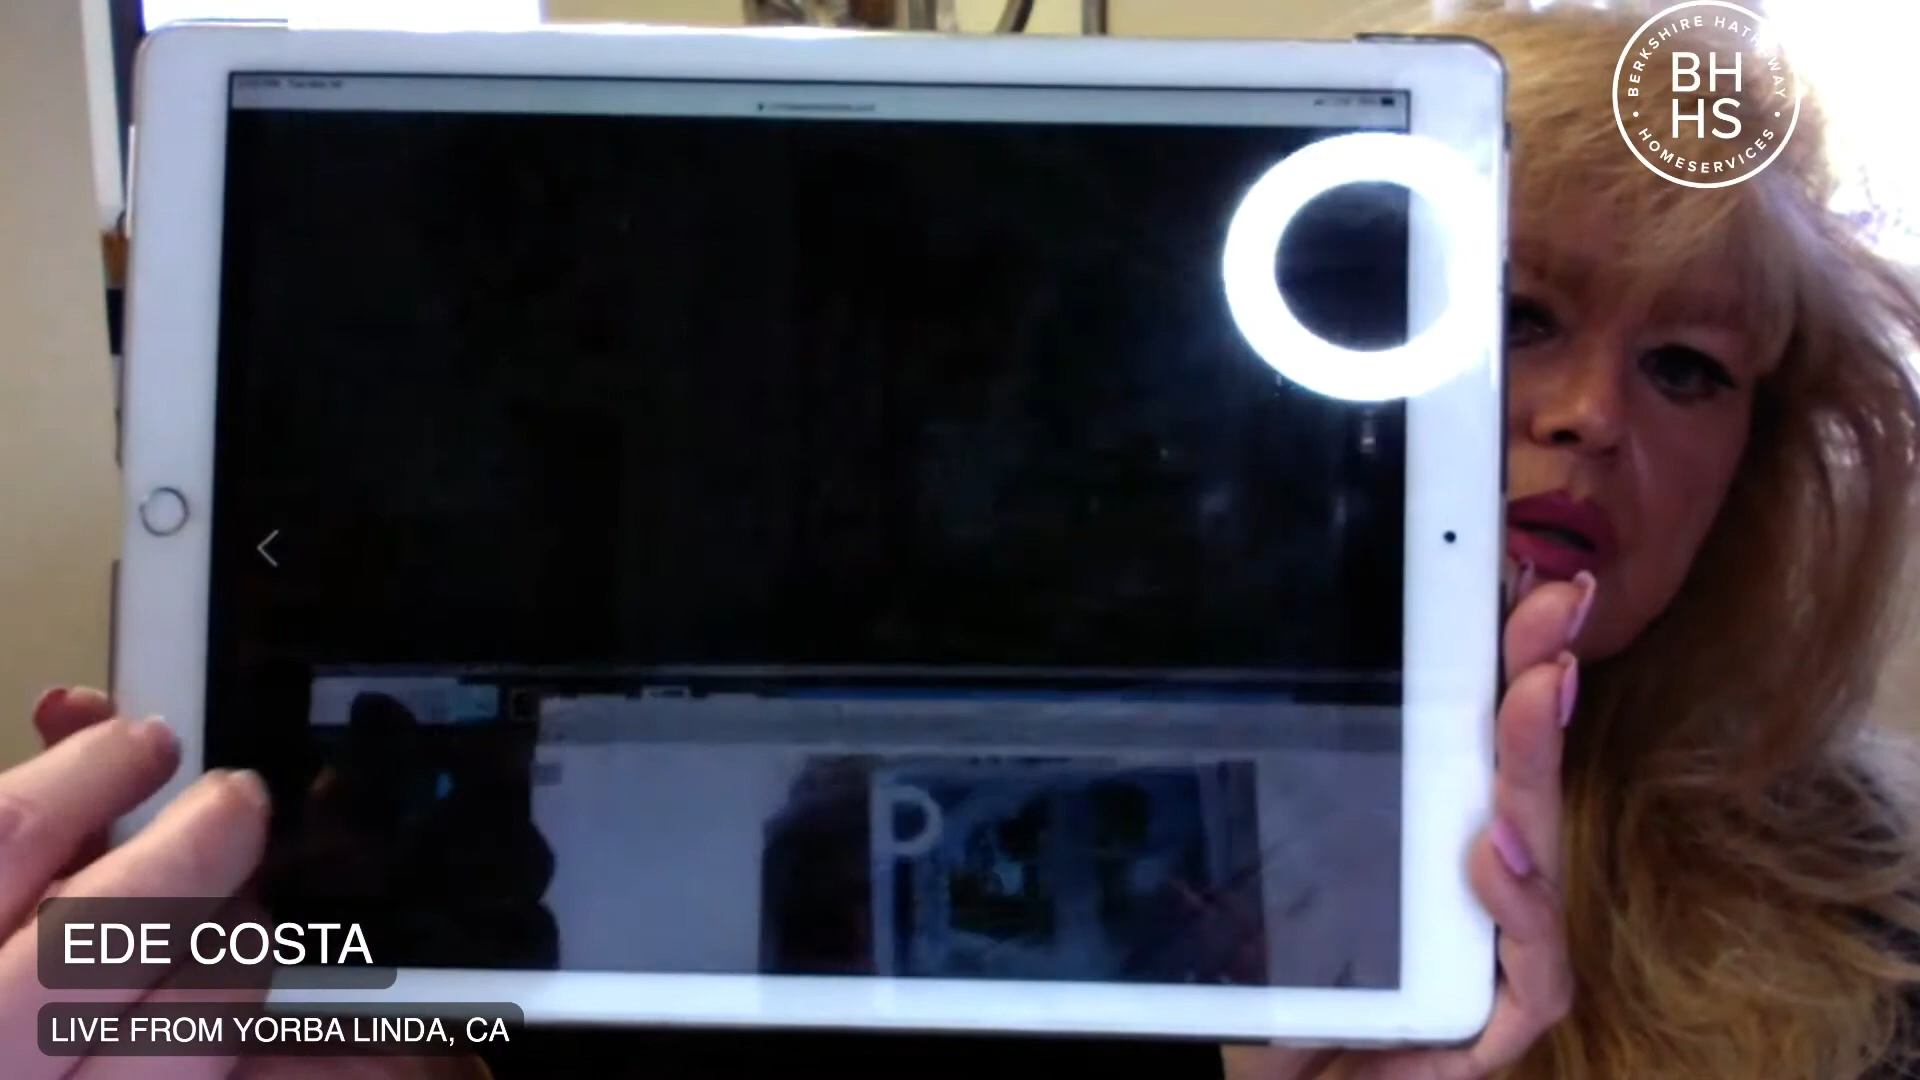 BERKSHIRE HATHAWAY
BH
HS
HOMESERVICES
EDE COSTA
LIVE FROM YORBA LINDA, CA